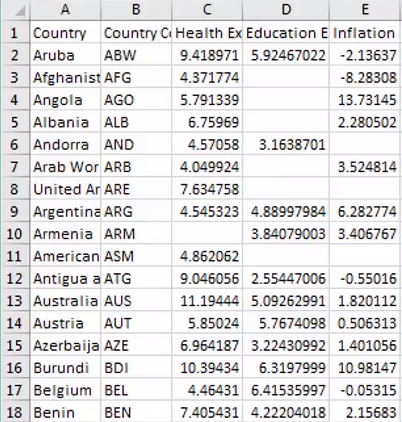 A B C D E
1 Country Country Co Health Ex Education E Inflation
2 Aruba ABW 9.418971 5.92467022 -2.13637
3 Afghanist AFG 4.371774 -8.28308
4 Angola AGO 5.791339 13.73145
5 Albania ALB 6.75969 2.280502
6 Andorra AND 4.57058 3.1638701
7 Arab Wor ARB 4.049924 3.524814
8 United Ar ARE 7.634758
9 Argentina ARG 4.545323 4.88997984 6.282774
10 Armenia ARM 3.84079003 3.406767
11 American ASM 4.862062
12 Antigua a ATG 9.046056 2.55447006 -0.55016
13 Australia AUS 11.19444 5.09262991 1.820112
14 Austria AUT 5.85024 5.7674098 0.506313
15 Azerbaija AZE 6.964187 3.22430992 1.401056
16 Burundi BDI 10.39434 6.3197999 10.98147
17 Belgium BEL 4.46431 6.41535997 -0.05315
18 Benin BEN 7.405431 4.22204018 2.15683